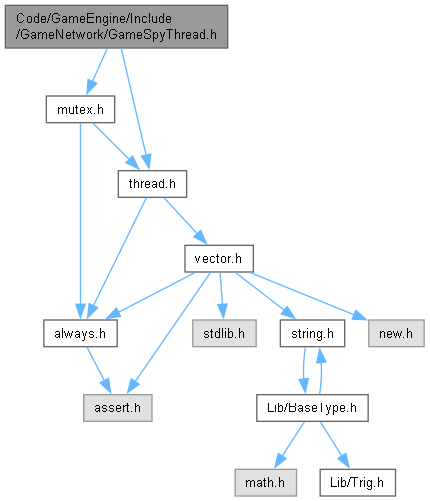 Code/GameEngine/Include
/GameNetwork/GameSpyThread.h
mutex.h
thread.h
vector.h
always.h
stdlib.h
string.h
new.h
assert.h
Lib/BaseType.h
math.h
Lib/Trig.h